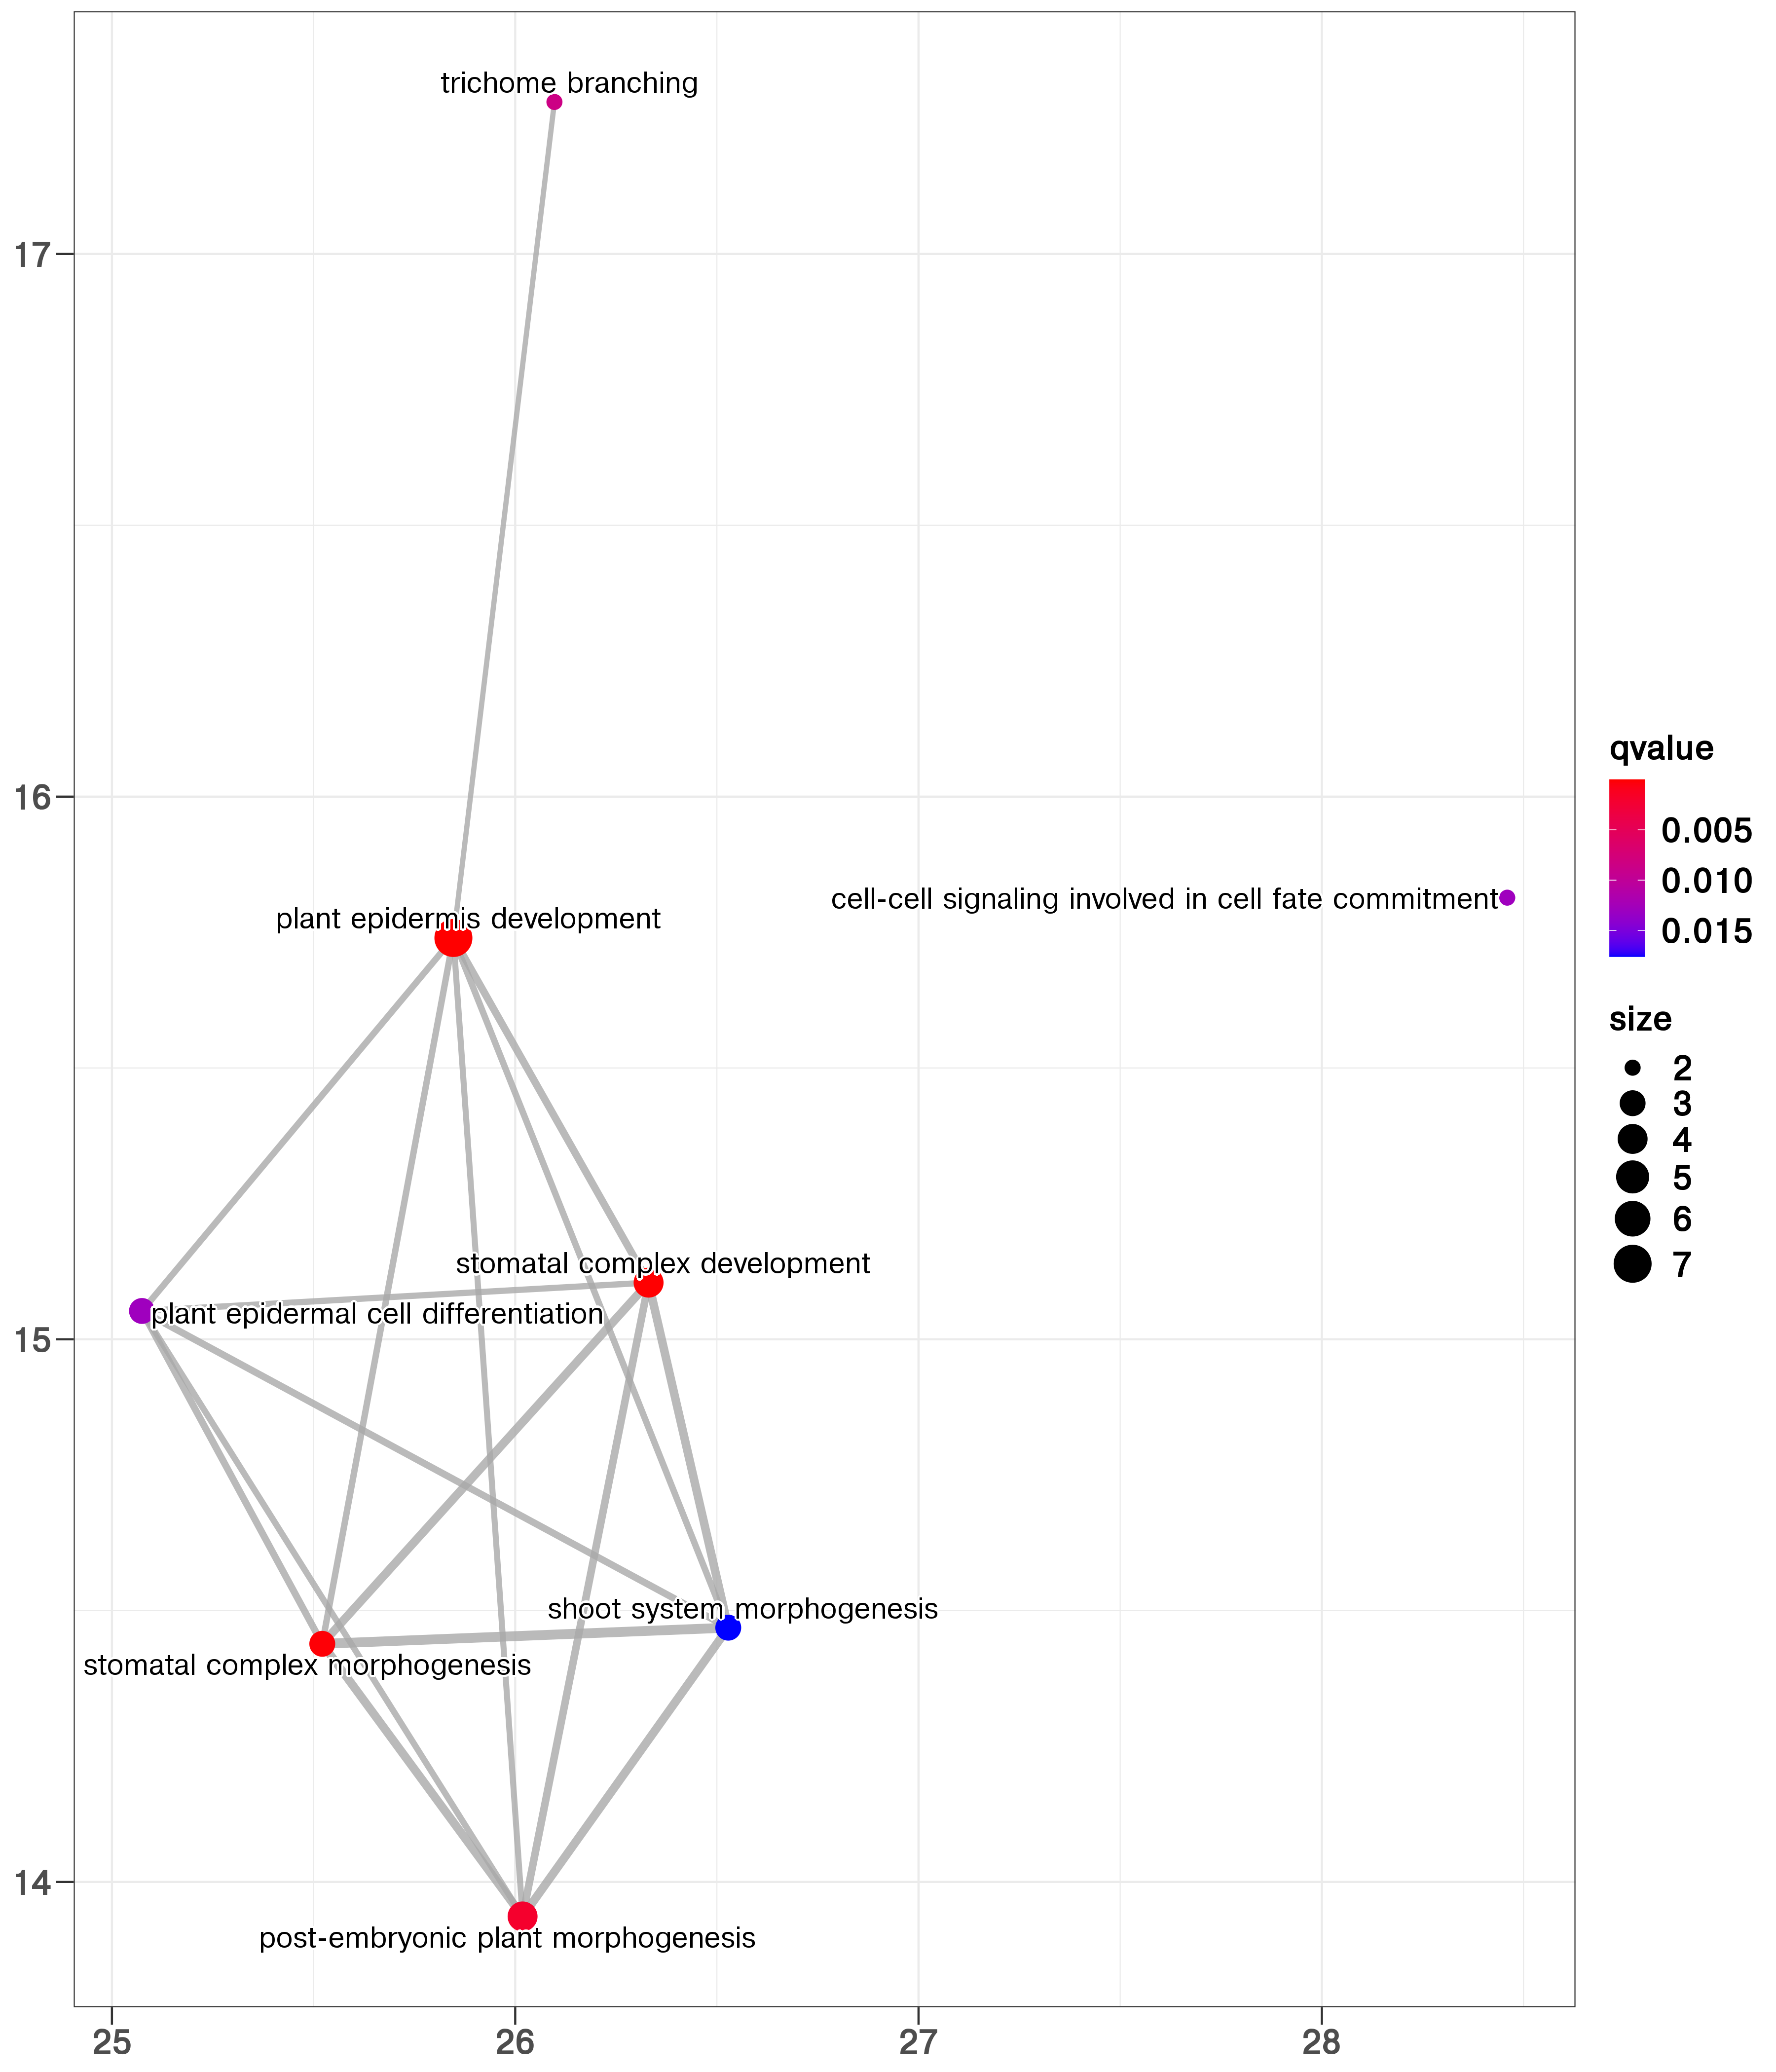 trichome branching
17
16
plant epidermis development
cell-cell signaling involved in cell fate commitment
stomatal complex development
plant epidermal cell differentiation
15
shoot system morphogenesis
stomatal complex morphogenesis
14
post-embryonic plant morphogenesis
25 26 27 28
qvalue
0.005
0.010
0.015
size
2
3
4
5
6
7